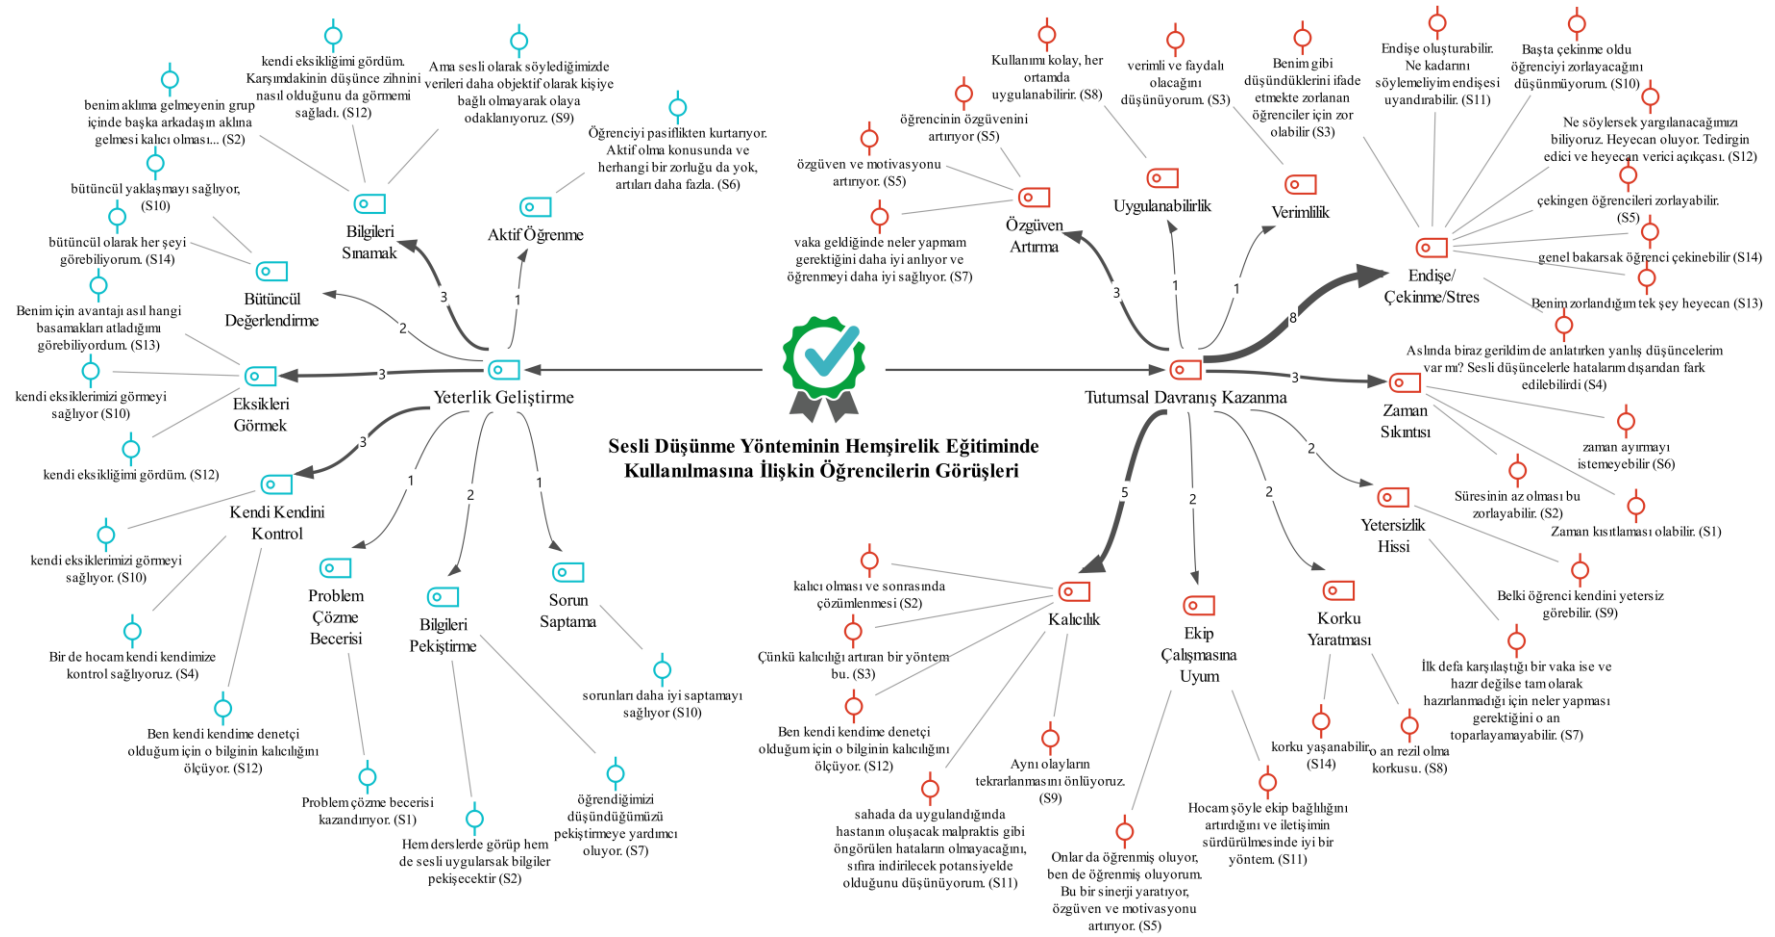 kendi eksikliğimi gördüm.
Karşımdakinin düşünce zihnini
nasıl olduğunu da görmemi
sağladı. (S12)
Ama sesli olarak söylediğimizde
verileri daha objektif olarak kişiye
bağlı olmayarak olaya
odaklanıyoruz. (S9)
benim aklıma gelmeyenin grup
içinde başka arkadaşın aklına
gelmesi kalıcı olması... (S2)
Öğrenciyi pasiflikten kurtarıyor.
Aktif olma konusunda ve
herhangi bir zorluğu da yok,
artıları daha fazla. (S6)
bütüncül yaklaşmayı sağlıyor,
(S10)
bütüncül olarak her şeyi
görebiliyorum. (S14)
Bilgileri
Sınamak
Aktif Öğrenme
Bütüncül
Değerlendirme
3
1
2
Benim için avantajı asıl hangi
basamakları atladığımı
görebiliyordum. (S13)
kendi eksiklerimizi görmeyi
sağlıyor (S10)
kendi eksikliğimi gördüm. (S12)
Eksikleri
Görmek
3
Yeterlik Geliştirme
3
Kendi Kendini
Kontrol
1
2
1
kendi eksiklerimizi görmeyi
sağlıyor. (S10)
Bir de hocam kendi kendimize
kontrol sağlıyoruz. (S4)
Ben kendi kendime denetçi
olduğum için o bilginin kalıcılığını
ölçüyor. (S12)
Problem
Çözme
Becerisi
Bilgileri
Pekiştirme
Sorun
Saptama
sorunları daha iyi saptamayı
sağlıyor (S10)
Problem çözme becerisi
kazandırıyor. (S1)
Hem derslerde görüp hem
de sesli uygularsak bilgiler
pekişecektir (S2)
öğrendiğimizi
düşündüğümüzü
pekiştirmeye yardımcı
oluyor. (S7)
Sesli Düşünme Yönteminin Hemşirelik Eğitiminde
Kullanılmasına İlişkin Öğrencilerin Görüşleri
Kullanımı kolay, her
ortamda
uygulanabilirir. (S8)
verimli ve faydalı
olacağını
düşünüyorum. (S3)
Benim gibi
düşündüklerini ifade
etmekte zorlanan
öğrenciler için zor
olabilir (S3)
Endişe oluşturabilir.
Ne kadarını
söylemeliyim endişesi
uyandırabilir. (S11)
Başta çekinme oldu
öğrenciyi zorlayacağını
düşünmüyorum. (S10)
öğrencinin özgüvenini
artırıyor (S5)
özgüven ve motivasyonu
artırıyor. (S5)
vaka geldiğinde neler yapmam
gerektiğini daha iyi anlıyor ve
öğrenmeyi daha iyi sağlıyor. (S7)
Ne söylersek yargılanacağımızı
biliyoruz. Heyecan oluyor. Tedirgin
edici ve heyecan verici açıkçası. (S12)
çekingen öğrencileri zorlayabilir.
(S5)
genel bakarsak öğrenci çekinebilir (S14)
Benim zorlandığım tek şey heyecan (S13)
Aslında biraz gerildim de anlatırken yanlış düşüncelerim
var mı? Sesli düşüncelerle hatalarım dışarıdan fark
edilebilirdi (S4)
Özgüven
Artırma
Uygulanabilirlik
Verimlilik
Endişe/
Çekinme/Stres
3
1
1
8
Tutumsal Davranış Kazanma
3
Zaman
Sıkıntısı
zaman ayırmayı
istemeyebilir (S6)
Süresinin az olması bu
zorlayabilir. (S2)
Zaman kısıtlaması olabilir. (S1)
2
Yetersizlik
Hissi
Belki öğrenci kendini yetersiz
görebilir. (S9)
İlk defa karşılaştığı bir vaka ise ve
hazır değilse tam olarak
hazırlanmadığı için neler yapması
gerektiğini o an
toparlayamayabilir. (S7)
5
2
2
Kalıcılık
Ekip
Çalışmasına
Uyum
Korku
Yaratması
kalıcı olması ve sonrasında
çözümlenmesi (S2)
Çünkü kalıcılığı artıran bir yöntem
bu. (S3)
Ben kendi kendime denetçi
olduğum için o bilginin kalıcılığını
ölçüyor. (S12)
sahada da uygulandığında
hastanın oluşacak malpraktis gibi
öngörülen hataların olmayacağını,
sıfıra indirilecek potansiyelde
olduğunu düşünüyorum. (S11)
Aynı olayların
tekrarlanmasını önlüyoruz.
(S9)
Onlar da öğrenmiş oluyor,
ben de öğrenmiş oluyorum.
Bu bir sinerji yaratıyor,
özgüven ve motivasyonu
artırıyor. (S5)
Hocam şöyle ekip bağlılığını
artırdığını ve iletişimin
sürdürülmesinde iyi bir
yöntem. (S11)
korku yaşanabilir.
(S14)
o an rezil olma
korkusu. (S8)